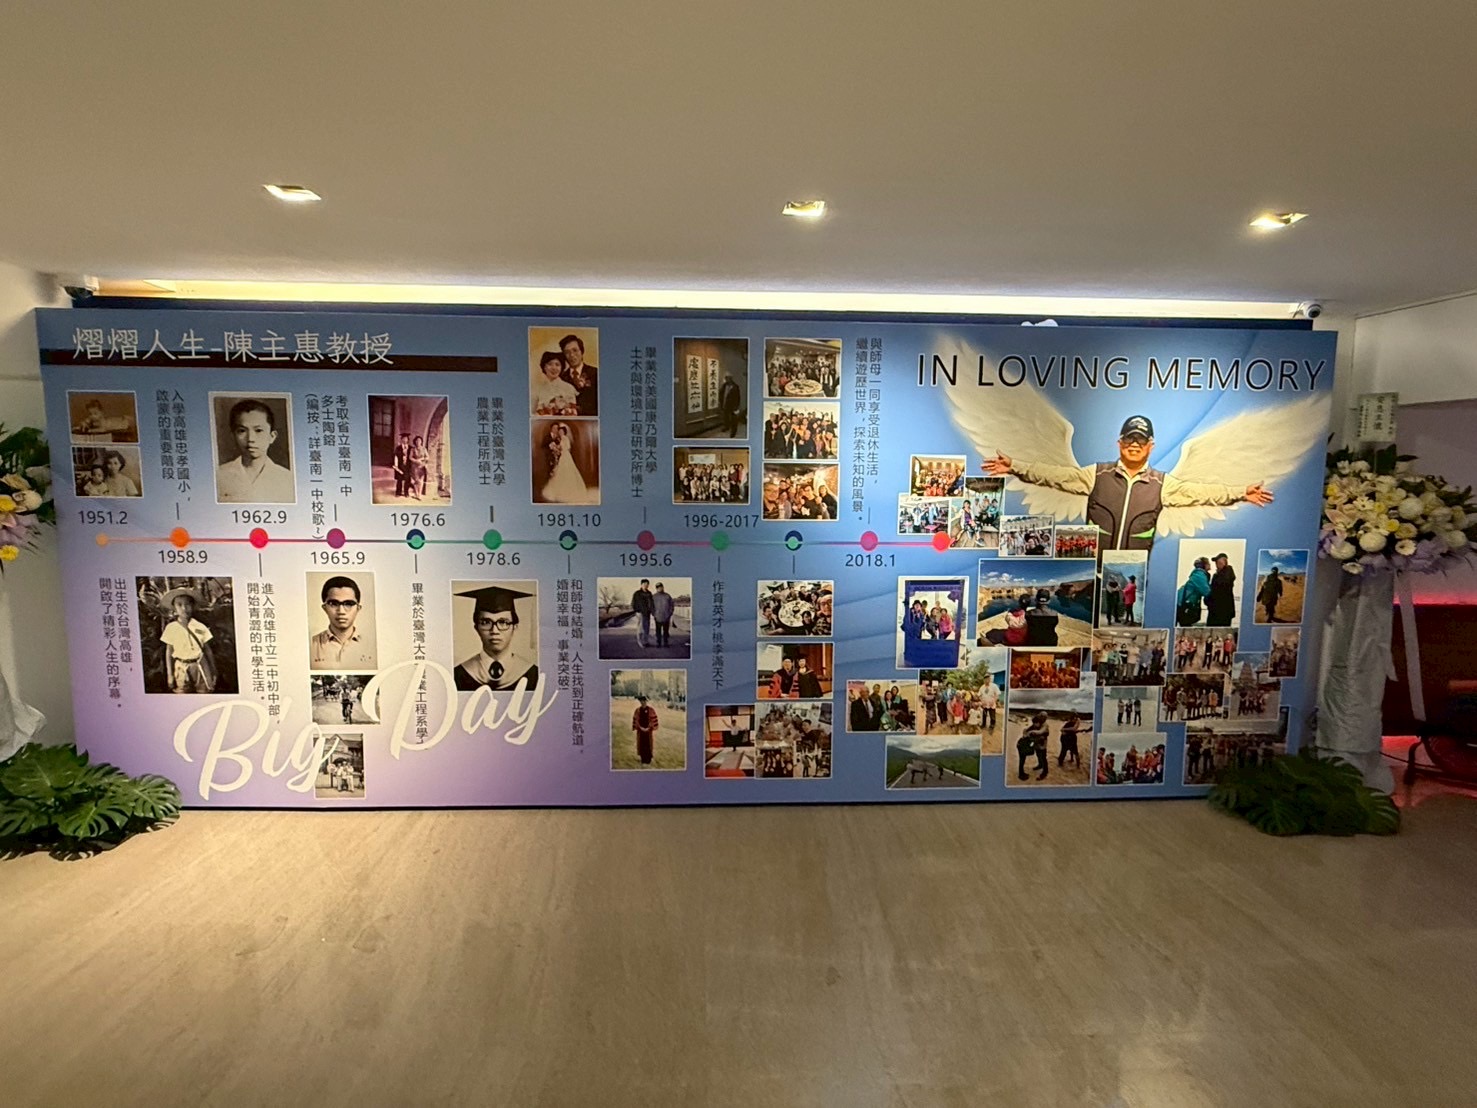 熠熠人生-陳主惠教授
IN LOVING MEMORY
1951.2
出生於台灣高雄，
開啟了精彩人生的序幕。
1958.9
入學高雄忠孝國小，
啟蒙的重要階段
1962.9
進入高雄市立二中初中部，
開始青澀的中學生活。
1965.9
考取省立臺南一中
多士陶鎔
(編按：詳臺南一中校歌~)
1976.6
畢業於臺灣大學農業工程系學士
1978.6
畢業於臺灣大學
農業工程所碩士
1981.10
和師母結婚，人生找到正確航道，
婚姻幸福，事業突破!
1995.6
畢業於美國康乃爾大學
土木與環境工程研究所博士
1996-2017
作育英才，桃李滿天下
2018.1
與師母一同享受退休生活，
繼續遊歷世界，探索未知的風景。
Big Day